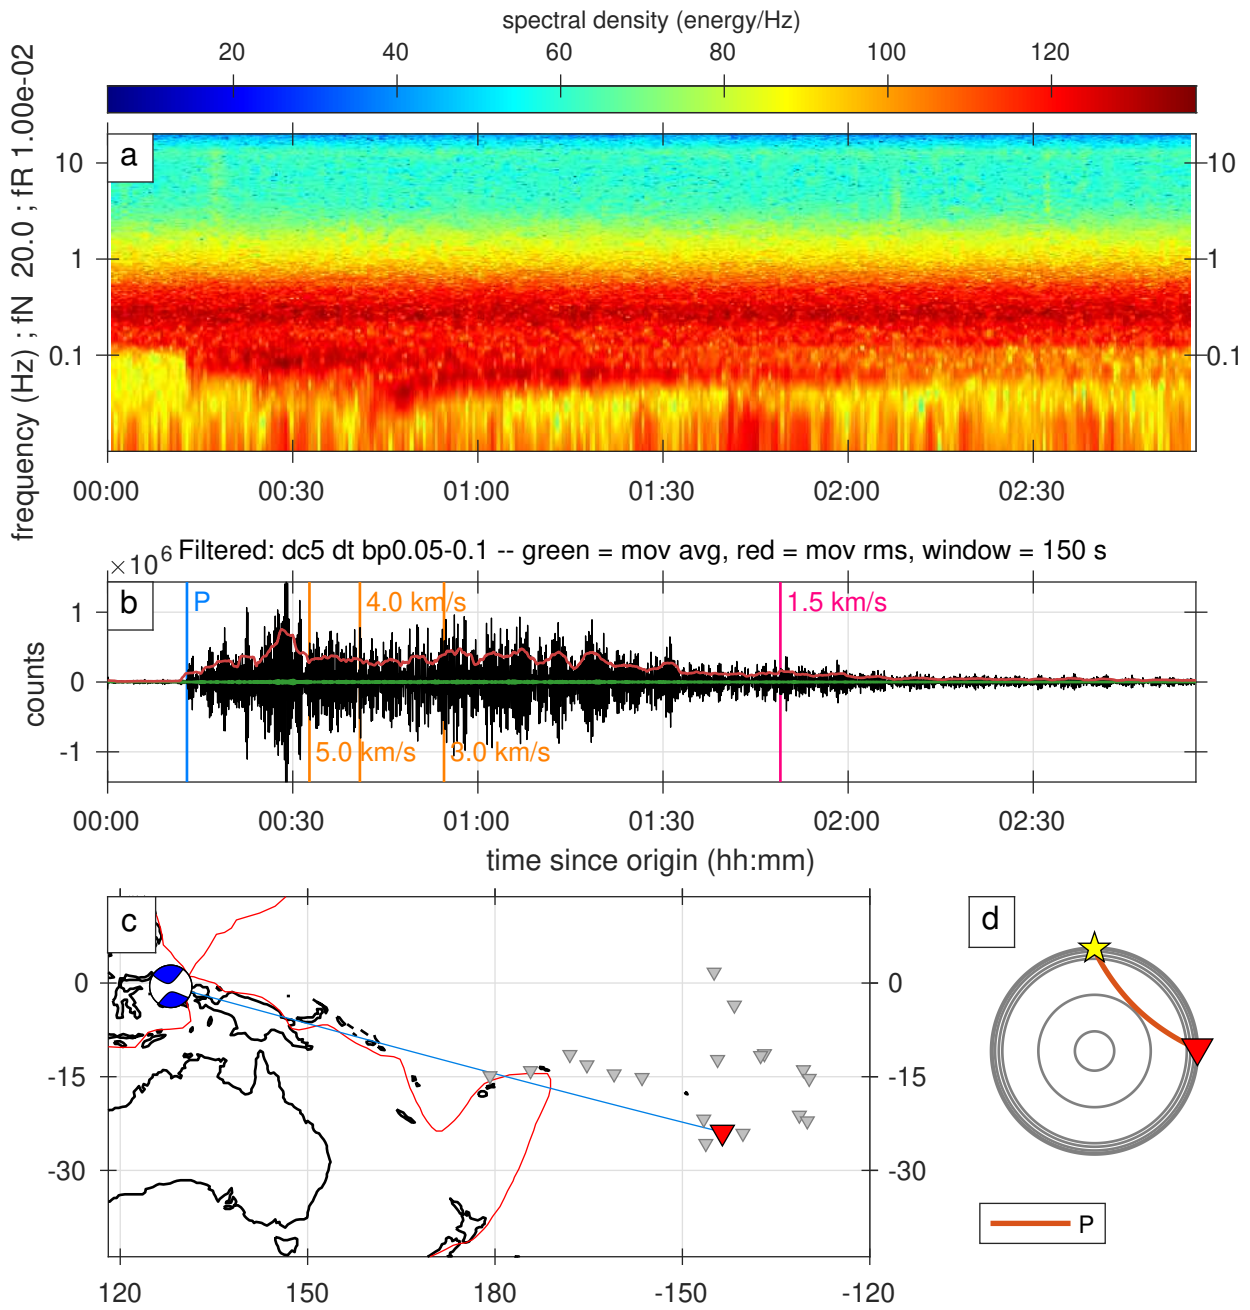 spectral density (energy/Hz)
20 40 60 80 100 120
frequency (Hz) ; fN 20.0 ; fR 1.00e-02
a
10 10
1 1
0.1 0.1
00:00 00:30 01:00 01:30 02:00 02:30
×10^6 Filtered: dc5 dt bp0.05-0.1 -- green = mov avg, red = mov rms, window = 150 s
b
P 4.0 km/s 1.5 km/s
1 1
counts
0 0
5.0 km/s 3.0 km/s
-1 -1
00:00 00:30 01:00 01:30 02:00 02:30
time since origin (hh:mm)
c
d
0 0
-15 -15
-30 -30
P
120 150 180 -150 -120